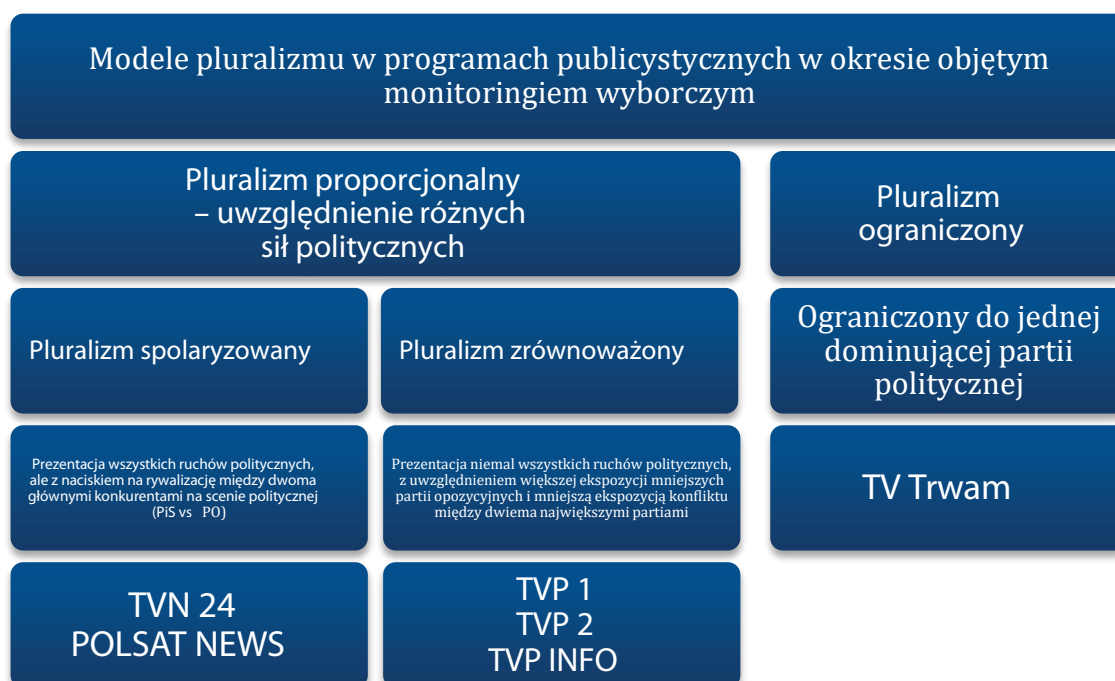 Modele pluralizmu w programach publicystycznych w okresie objętym
monitoringiem wyborczym
Pluralizm proporcjonalny
– uwzględnienie różnych
sił politycznych
Pluralizm
ograniczony
Pluralizm spolaryzowany
Pluralizm zrównoważony
Ograniczony do jednej
dominującej partii
politycznej
Prezentacja wszystkich ruchów politycznych,
ale z naciskiem na rywalizację między dwoma
głównymi konkurentami na scenie politycznej
(PiS vs PO)
Prezentacja niemal wszystkich ruchów politycznych,
z uwzględnieniem większej ekspozycji mniejszych
partii opozycyjnych i mniejszą ekspozycją konfliktu
między dwiema największymi partiami
TV Trwam
TVN 24
POLSAT NEWS
TVP 1
TVP 2
TVP INFO